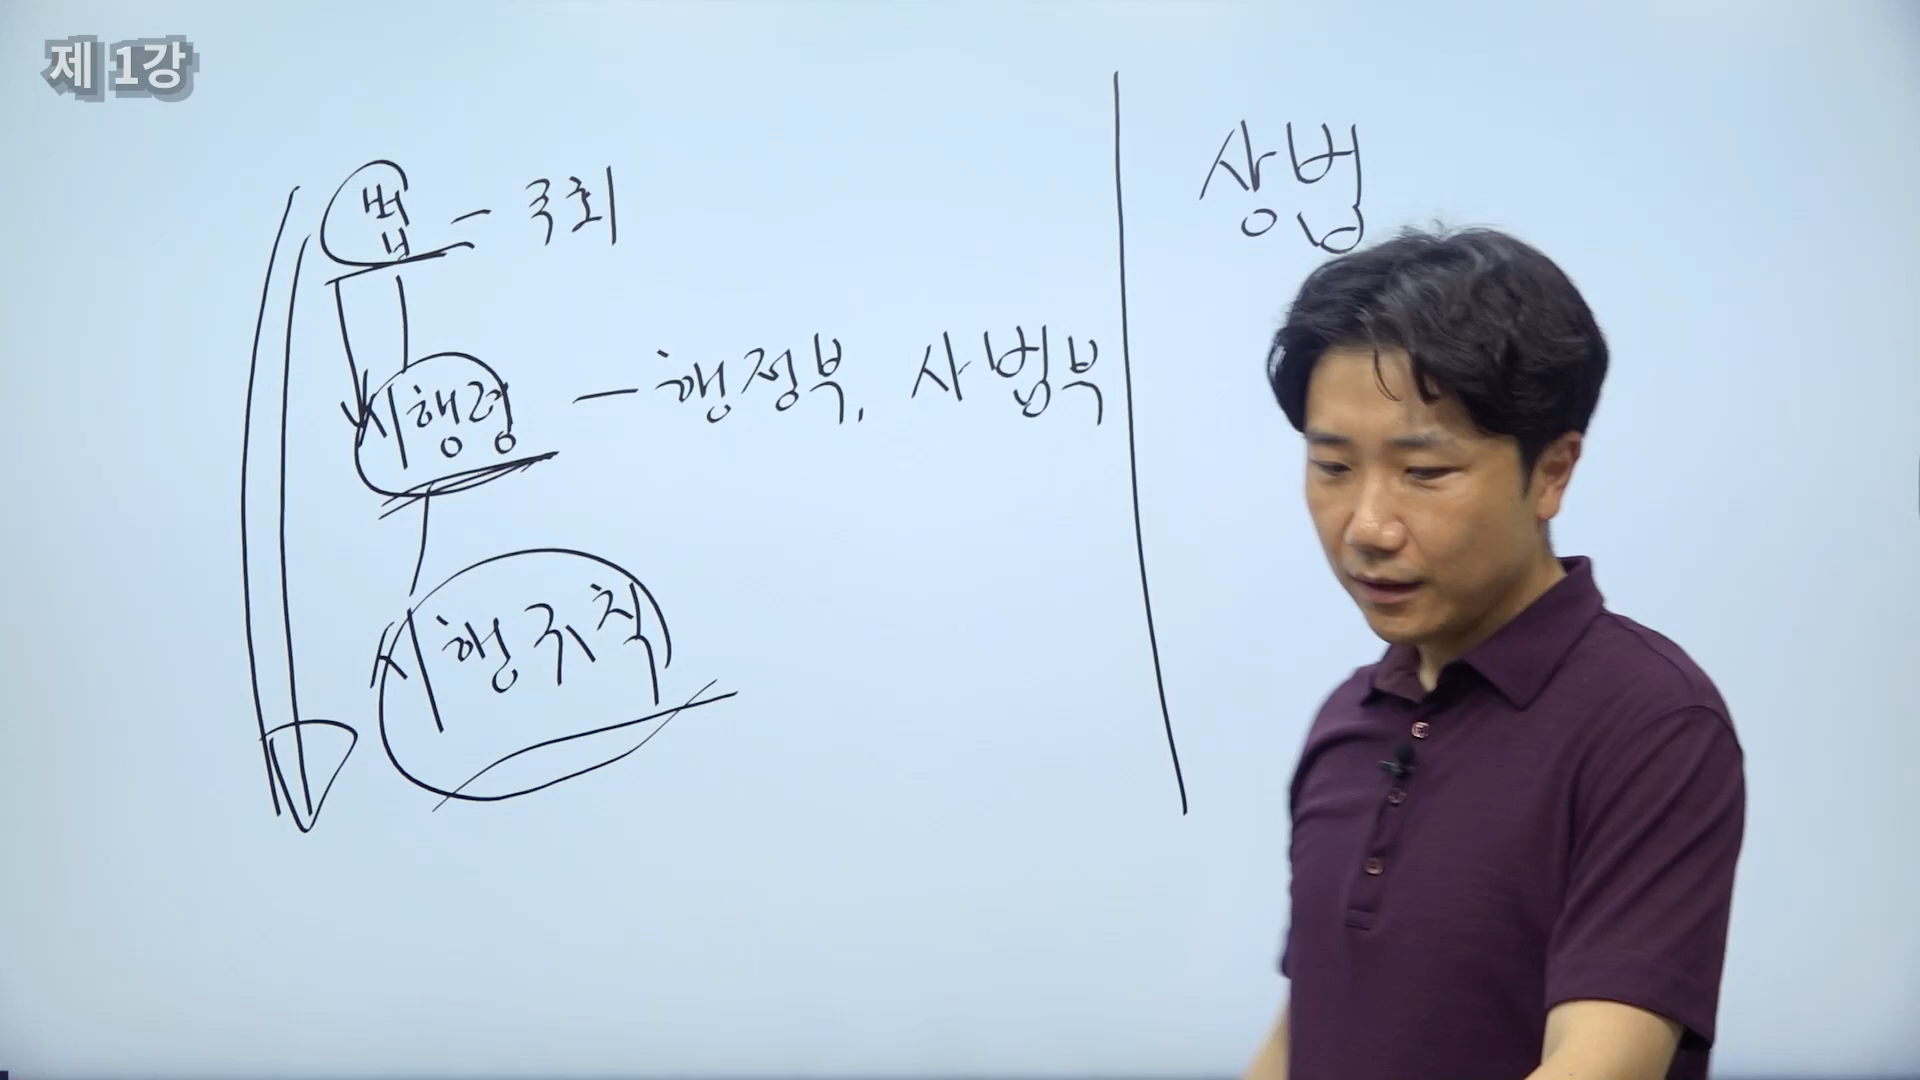 제 1강
법 - 국회
시행령 - 행정부, 사법부
시행규칙
상법